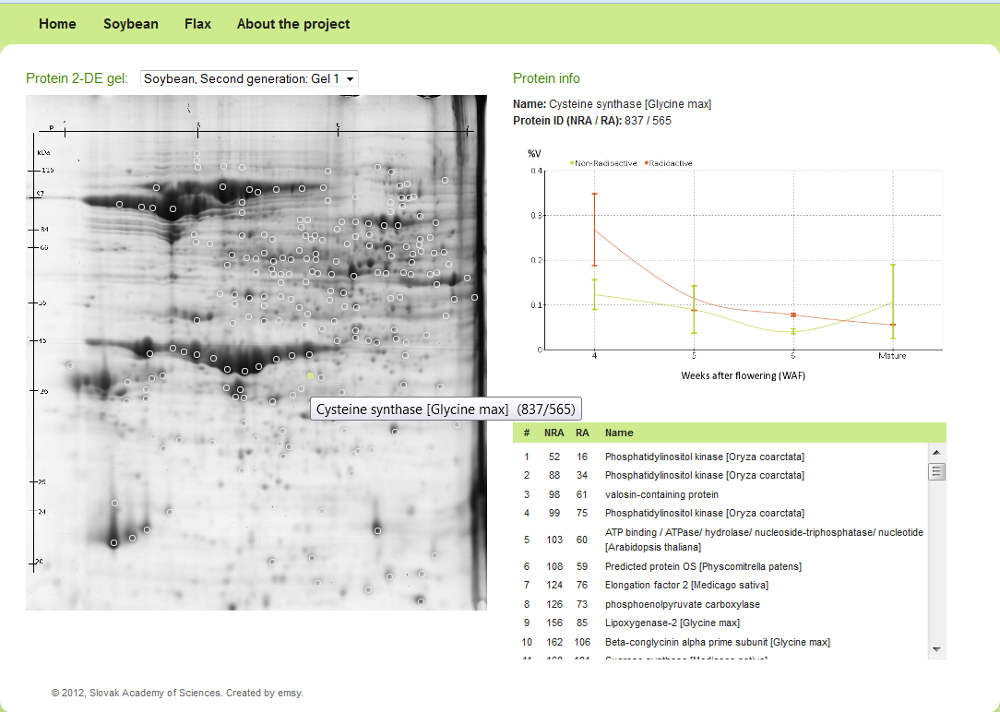 Home Soybean Flax About the project
Protein 2-DE gel: Soybean, Second generation: Gel 1
Protein info
Name: Cysteine synthase [Glycine max]
Protein ID (NRA / RA): 837 / 565
kDa
116
97
84
66
55
45
36
29
24
20
%V
Non-Radioactive Radioactive
0.4
0.3
0.2
0.1
0
4 5 6 Mature
Weeks after flowering (WAF)
Cysteine synthase [Glycine max] (837/565)
# NRA RA Name
1 52 16 Phosphatidylinositol kinase [Oryza coarctata]
2 88 34 Phosphatidylinositol kinase [Oryza coarctata]
3 98 61 valosin-containing protein
4 99 75 Phosphatidylinositol kinase [Oryza coarctata]
5 103 60 ATP binding / ATPase/ hydrolase/ nucleoside-triphosphatase/ nucleotide
[Arabidopsis thaliana]
6 108 59 Predicted protein OS [Physcomitrella patens]
7 124 76 Elongation factor 2 [Medicago sativa]
8 126 73 phosphoenolpyruvate carboxylase
9 156 85 Lipoxygenase-2 [Glycine max]
10 162 106 Beta-conglycinin alpha prime subunit [Glycine max]
© 2012, Slovak Academy of Sciences. Created by emsy.